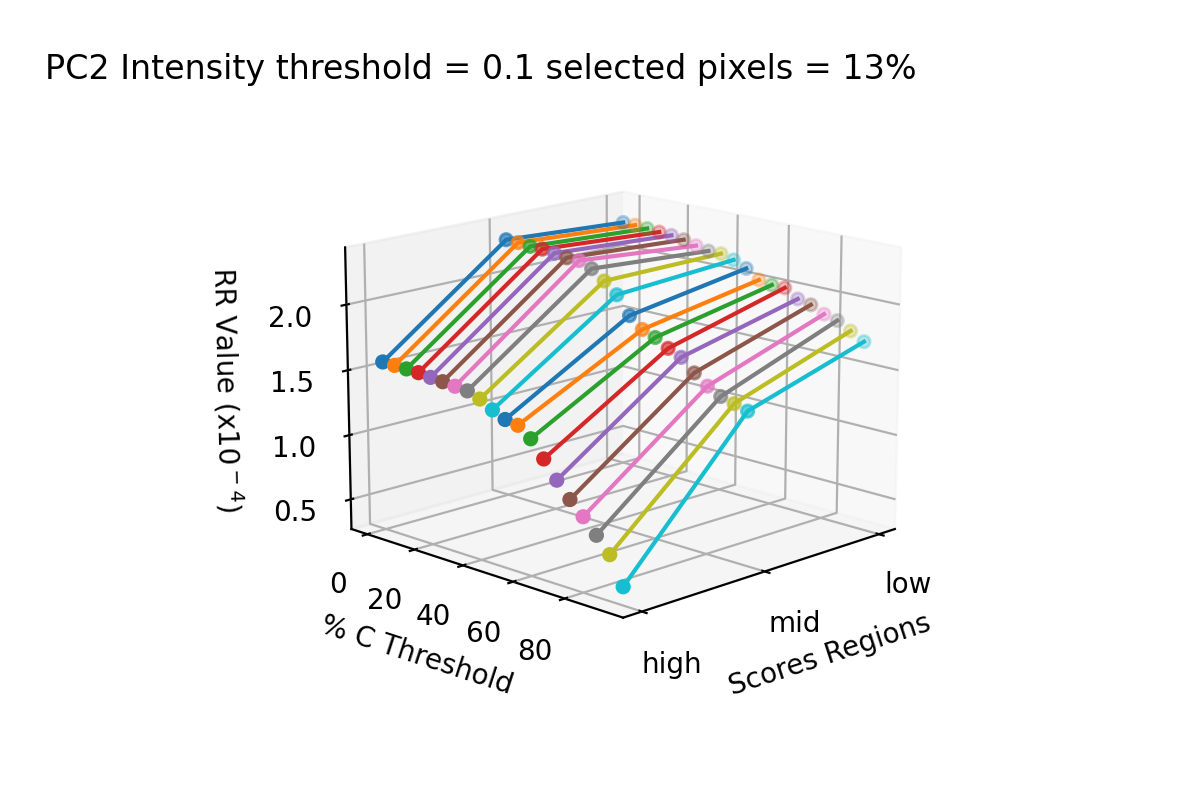 PC2 Intensity threshold = 0.1 selected pixels = 13%
RR Value (x10⁻⁴)
2.0
1.5
1.0
0.5
0
20
40
60
80
% C Threshold
high
mid
low
Scores Regions